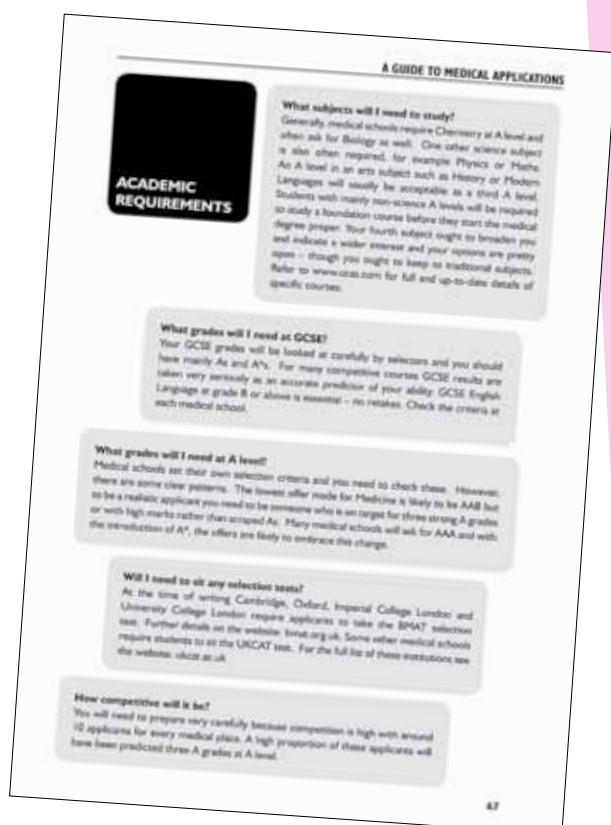 A GUIDE TO MEDICAL APPLICATIONS
ACADEMIC
REQUIREMENTS
What subjects will I need to study?
Generally, medical schools require Chemistry at A level and
often ask for Biology as well. One other science subject
is also often required, for example Physics or Maths.
An A level in an arts subject such as History or Modern
Languages will usually be acceptable as a third A level.
Students with mainly non-science A levels will be required
to study a foundation course before they start the medical
degree proper. Your fourth subject ought to broaden you
and indicate a wider interest and your options are pretty
open – though you ought to keep to traditional subjects.
Refer to www.ucas.com for full and up-to-date details of
specific courses.
What grades will I need at GCSE?
Your GCSE grades will be looked at carefully by selectors and you should
have mainly As and A*s. For many competitive courses GCSE results are
taken very seriously as an accurate predictor of your ability. GCSE English
Language at grade B or above is essential – no retakes. Check the criteria at
each medical school.
What grades will I need at A level?
Medical schools set their own selection criteria and you need to check these. However,
there are some clear patterns. The lowest offer made for Medicine is likely to be AAB but
to be a realistic applicant you need to be someone who is on target for three strong A grades
or with high marks rather than scraped As. Many medical schools will ask for AAA and with
the introduction of A*, the offers are likely to embrace this change.
Will I need to sit any selection tests?
At the time of writing Cambridge, Oxford, Imperial College London and
University College London require applicants to take the BMAT selection
test. Further details on the website: bmat.org.uk. Some other medical schools
require students to sit the UKCAT test. For the full list of these institutions see
the website: ukcat.ac.uk
How competitive will it be?
You will need to prepare very carefully because competition is high with around
10 applicants for every medical place. A high proportion of these applicants will
have been predicted three A grades at A level.
67